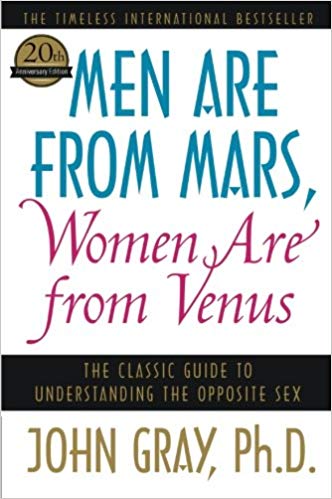 THE TIMELESS INTERNATIONAL BESTSELLER
20th
Anniversary Edition
MEN ARE
FROM MARS,
Women Are
from Venus
THE CLASSIC GUIDE TO
UNDERSTANDING THE OPPOSITE SEX
JOHN GRAY, Ph.D.